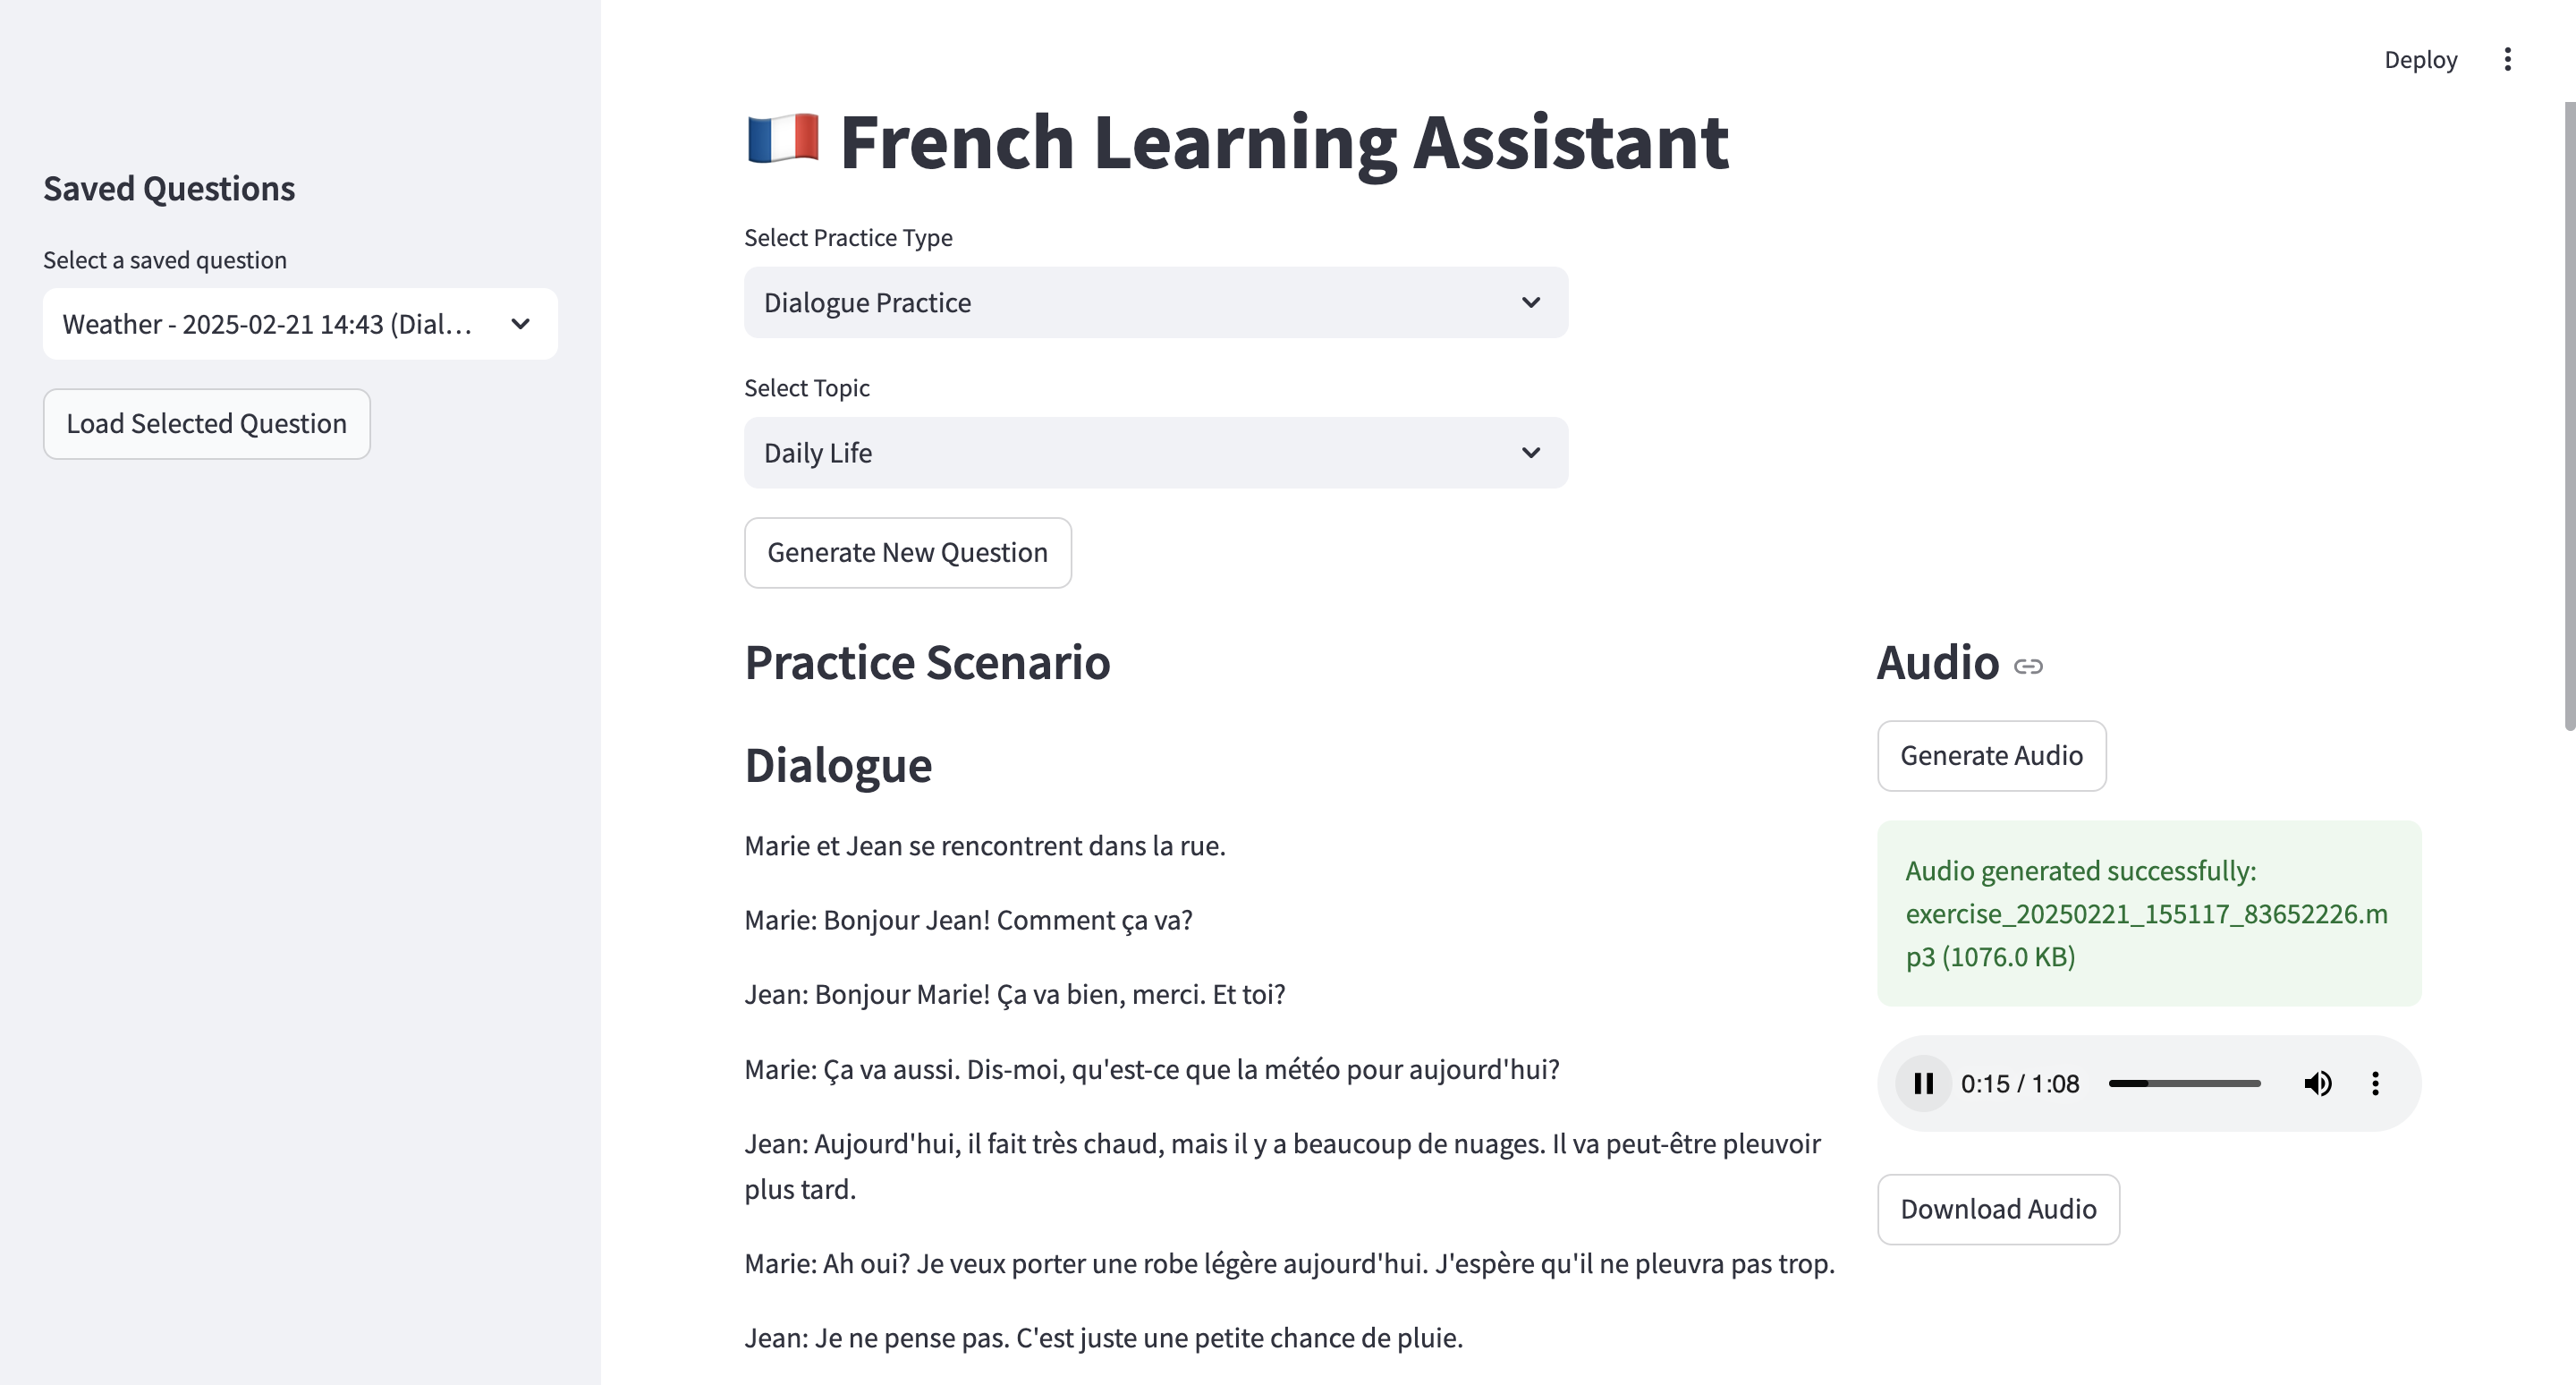 Deploy
Saved Questions
Select a saved question
Weather - 2025-02-21 14:43 (Dial...
Load Selected Question
🇫🇷 French Learning Assistant
Select Practice Type
Dialogue Practice
Select Topic
Daily Life
Generate New Question
Practice Scenario
Dialogue
Marie et Jean se rencontrent dans la rue.
Marie: Bonjour Jean! Comment ça va?
Jean: Bonjour Marie! Ça va bien, merci. Et toi?
Marie: Ça va aussi. Dis-moi, qu'est-ce que la météo pour aujourd'hui?
Jean: Aujourd'hui, il fait très chaud, mais il y a beaucoup de nuages. Il va peut-être pleuvoir
plus tard.
Marie: Ah oui? Je veux porter une robe légère aujourd'hui. J'espère qu'il ne pleuvra pas trop.
Jean: Je ne pense pas. C'est juste une petite chance de pluie.
Audio
Generate Audio
Audio generated successfully:
exercise_20250221_155117_83652226.m
p3 (1076.0 KB)
0:15 / 1:08
Download Audio